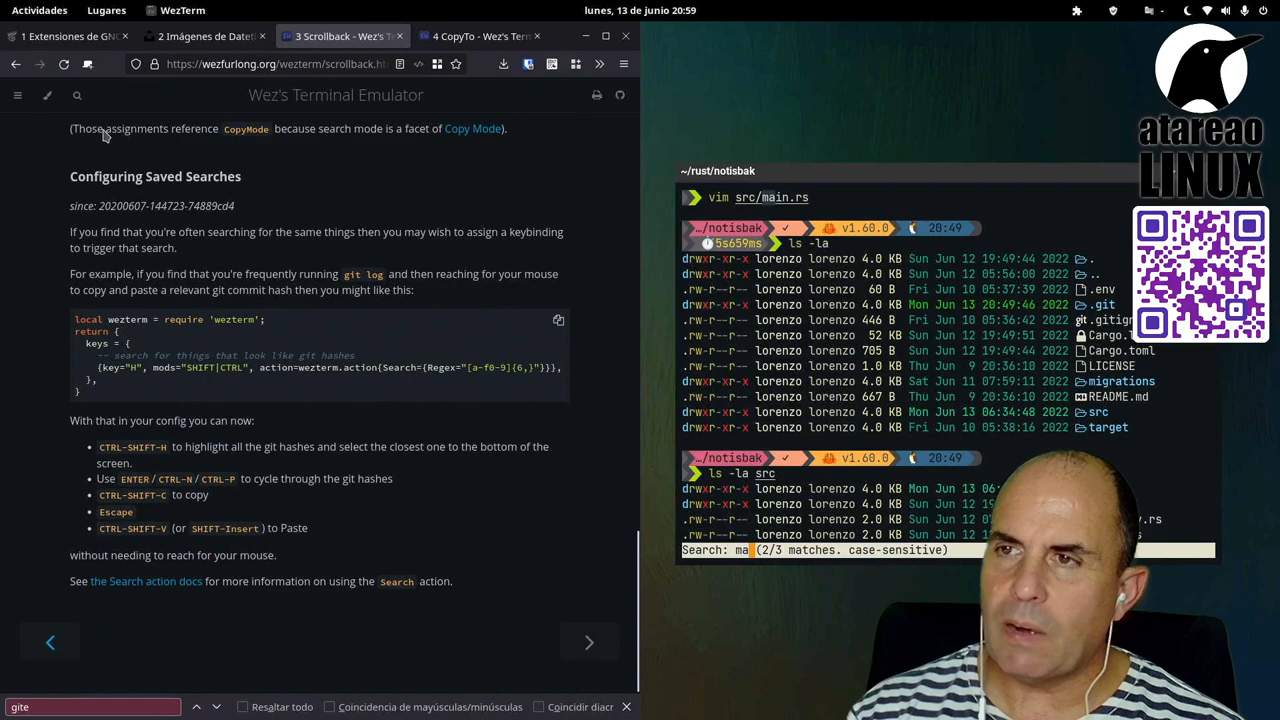 Actividades Lugares WezTerm lunes, 13 de junio 20:59
1 Extensiones de GNO 2 Imágenes de Dateti 3 Scrollback - Wez's T 4 CopyTo - Wez's Tern
https://wezfurlong.org/wezterm/scrollback.ht
Wez's Terminal Emulator
(Those assignments reference CopyMode because search mode is a facet of Copy Mode).
Configuring Saved Searches
since: 20200607-144723-74889cd4
If you find that you're often searching for the same things then you may wish to assign a keybinding
to trigger that search.
For example, if you find that you're frequently running git log and then reaching for your mouse
to copy and paste a relevant git commit hash then you might like this:
local wezterm = require 'wezterm';
return {
keys = {
-- search for things that look like git hashes
{key="H", mods="SHIFT|CTRL", action=wezterm.action{Search={Regex="[a-f0-9]{6,}"}}},
},
}
With that in your config you can now:
CTRL-SHIFT-H to highlight all the git hashes and select the closest one to the bottom of the
screen.
Use ENTER / CTRL-N / CTRL-P to cycle through the git hashes
CTRL-SHIFT-C to copy
Escape
CTRL-SHIFT-V (or SHIFT-Insert) to Paste
without needing to reach for your mouse.
See the Search action docs for more information on using the Search action.
gite Resaltar todo Coincidencia de mayúsculas/minúsculas Coincidir diacr
~/rust/notisbak
vim src/main.rs
…/notisbak ✓ v1.60.0 20:49
5s659ms ls -la
drwxr-xr-x lorenzo lorenzo 4.0 KB Sun Jun 12 19:49:44 2022 .
drwxr-xr-x lorenzo lorenzo 4.0 KB Sun Jun 12 05:56:00 2022 ..
.rw-r--r-- lorenzo lorenzo 60 B Fri Jun 10 05:37:39 2022 .env
drwxr-xr-x lorenzo lorenzo 4.0 KB Mon Jun 13 20:49:46 2022 .git
.rw-r--r-- lorenzo lorenzo 446 B Fri Jun 10 05:36:42 2022 .gitign
.rw-r--r-- lorenzo lorenzo 52 KB Sun Jun 12 19:49:51 2022 Cargo.l
.rw-r--r-- lorenzo lorenzo 705 B Sun Jun 12 19:49:44 2022 Cargo.toml
.rw-r--r-- lorenzo lorenzo 1.0 KB Thu Jun 9 20:36:10 2022 LICENSE
drwxr-xr-x lorenzo lorenzo 4.0 KB Sat Jun 11 07:59:11 2022 migrations
.rw-r--r-- lorenzo lorenzo 667 B Thu Jun 9 20:36:10 2022 README.md
drwxr-xr-x lorenzo lorenzo 4.0 KB Mon Jun 13 06:34:48 2022 src
drwxr-xr-x lorenzo lorenzo 4.0 KB Fri Jun 10 05:38:16 2022 target
…/notisbak ✓ v1.60.0 20:49
ls -la src
drwxr-xr-x lorenzo lorenzo 4.0 KB Mon Jun 13 06:
drwxr-xr-x lorenzo lorenzo 4.0 KB Sun Jun 12 19
.rw-r--r-- lorenzo lorenzo 2.0 KB Sun Jun 12 07 y.rs
.rw-r--r-- lorenzo lorenzo 2.0 KB Sun Jun 12 1 s
Search: ma (2/3 matches. case-sensitive)
atareao
LINUX